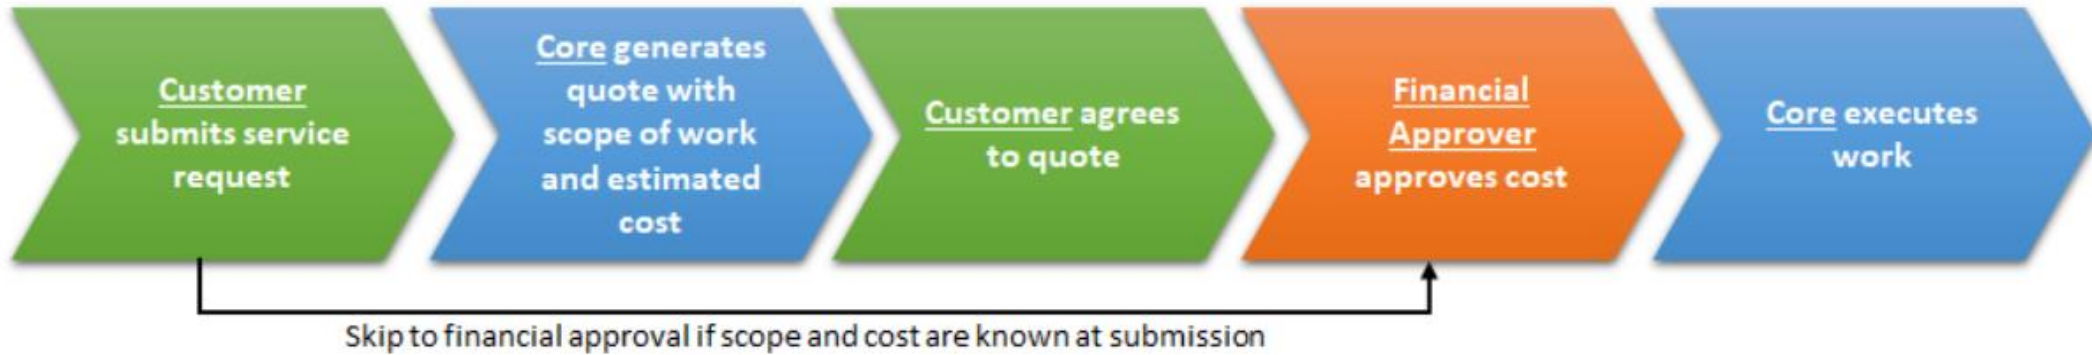 Customer
submits service
request
Core generates
quote with
scope of work
and estimated
cost
Customer agrees
to quote
Financial
Approver
approves cost
Core executes
work
Skip to financial approval if scope and cost are known at submission